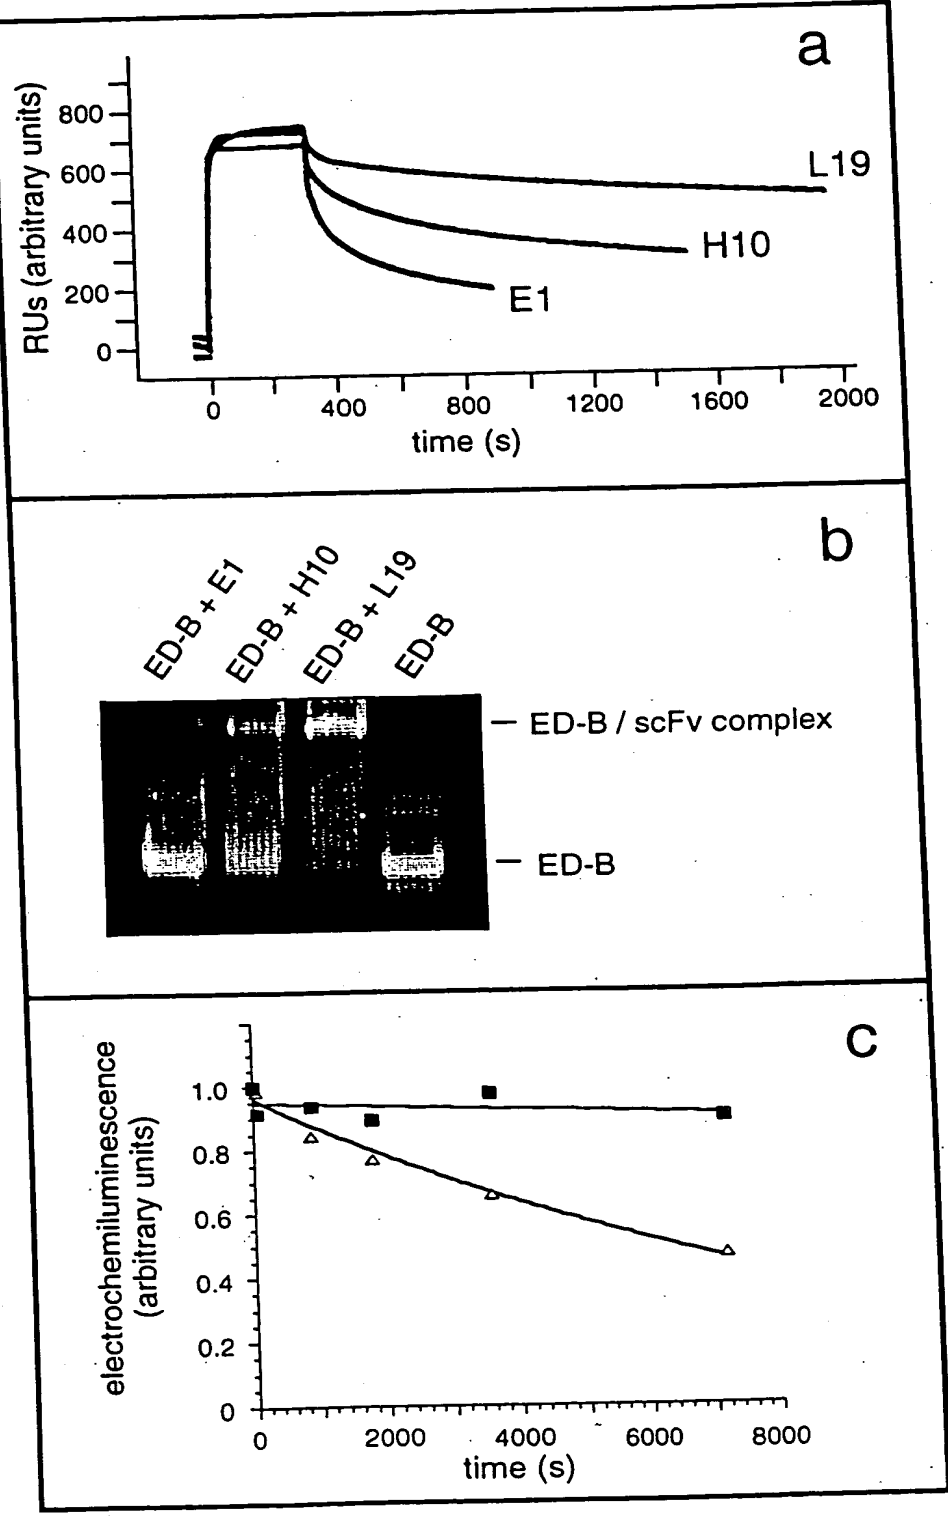 a
RUs (arbitrary units)
800
600
400
200
0
L19
H10
E1
0 400 800 1200 1600 2000
time (s)
b
ED-B + E1
ED-B + H10
ED-B + L19
ED-B
ED-B / scFv complex
ED-B
c
electrochemiluminescence
(arbitrary units)
1.0
0.8
0.6
0.4
0.2
0
0 2000 4000 6000 8000
time (s)